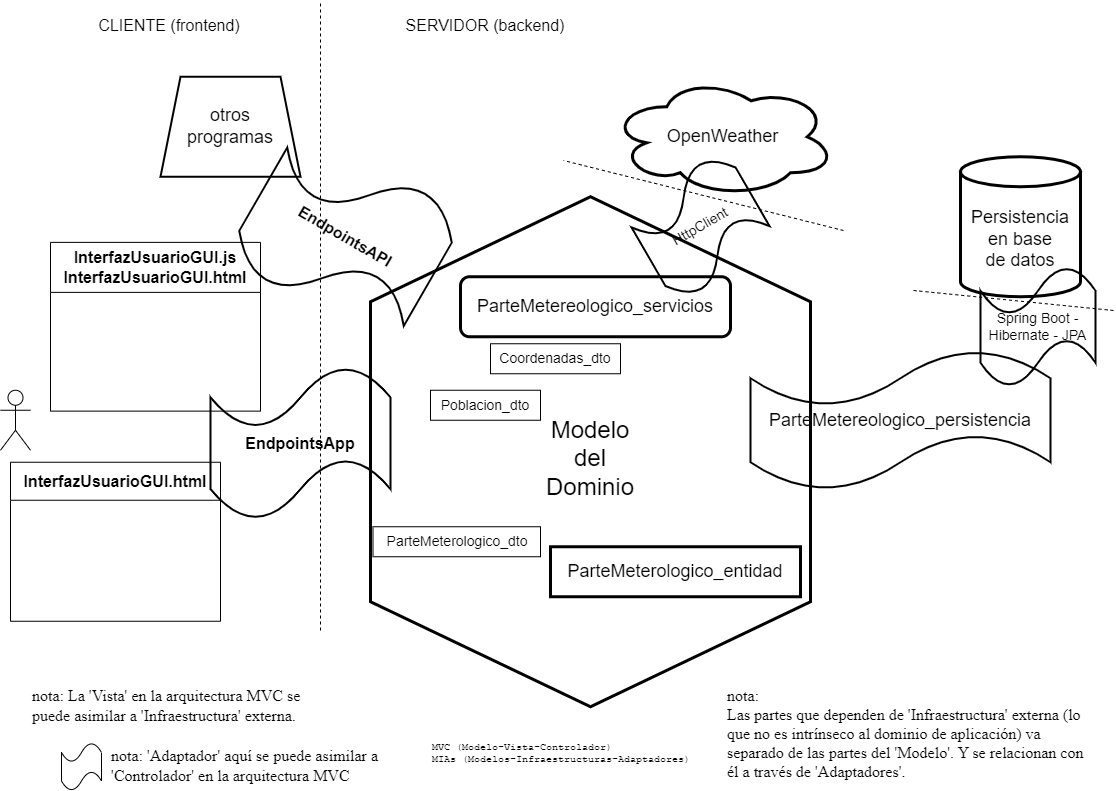 CLIENTE (frontend)
SERVIDOR (backend)
otros
programas
OpenWeather
EndpointsAPI
HttpClient
Persistencia
en base
de datos
InterfazUsuarioGUI.js
InterfazUsuarioGUI.html
ParteMetereologico_servicios
Spring Boot -
Hibernate - JPA
Coordenadas_dto
Poblacion_dto
ParteMetereologico_persistencia
Modelo
del
Dominio
EndpointsApp
InterfazUsuarioGUI.html
ParteMeterologico_dto
ParteMeterologico_entidad
nota: La 'Vista' en la arquitectura MVC se
puede asimilar a 'Infraestructura' externa.
nota: 'Adaptador' aquí se puede asimilar a
'Controlador' en la arquitectura MVC
MVC (Modelo-Vista-Controlador)
MIAs (Modelos-Infraestructuras-Adaptadores)
nota:
Las partes que dependen de 'Infraestructura' externa (lo
que no es intrínseco al dominio de aplicación) va
separado de las partes del 'Modelo'. Y se relacionan con
él a través de 'Adaptadores'.